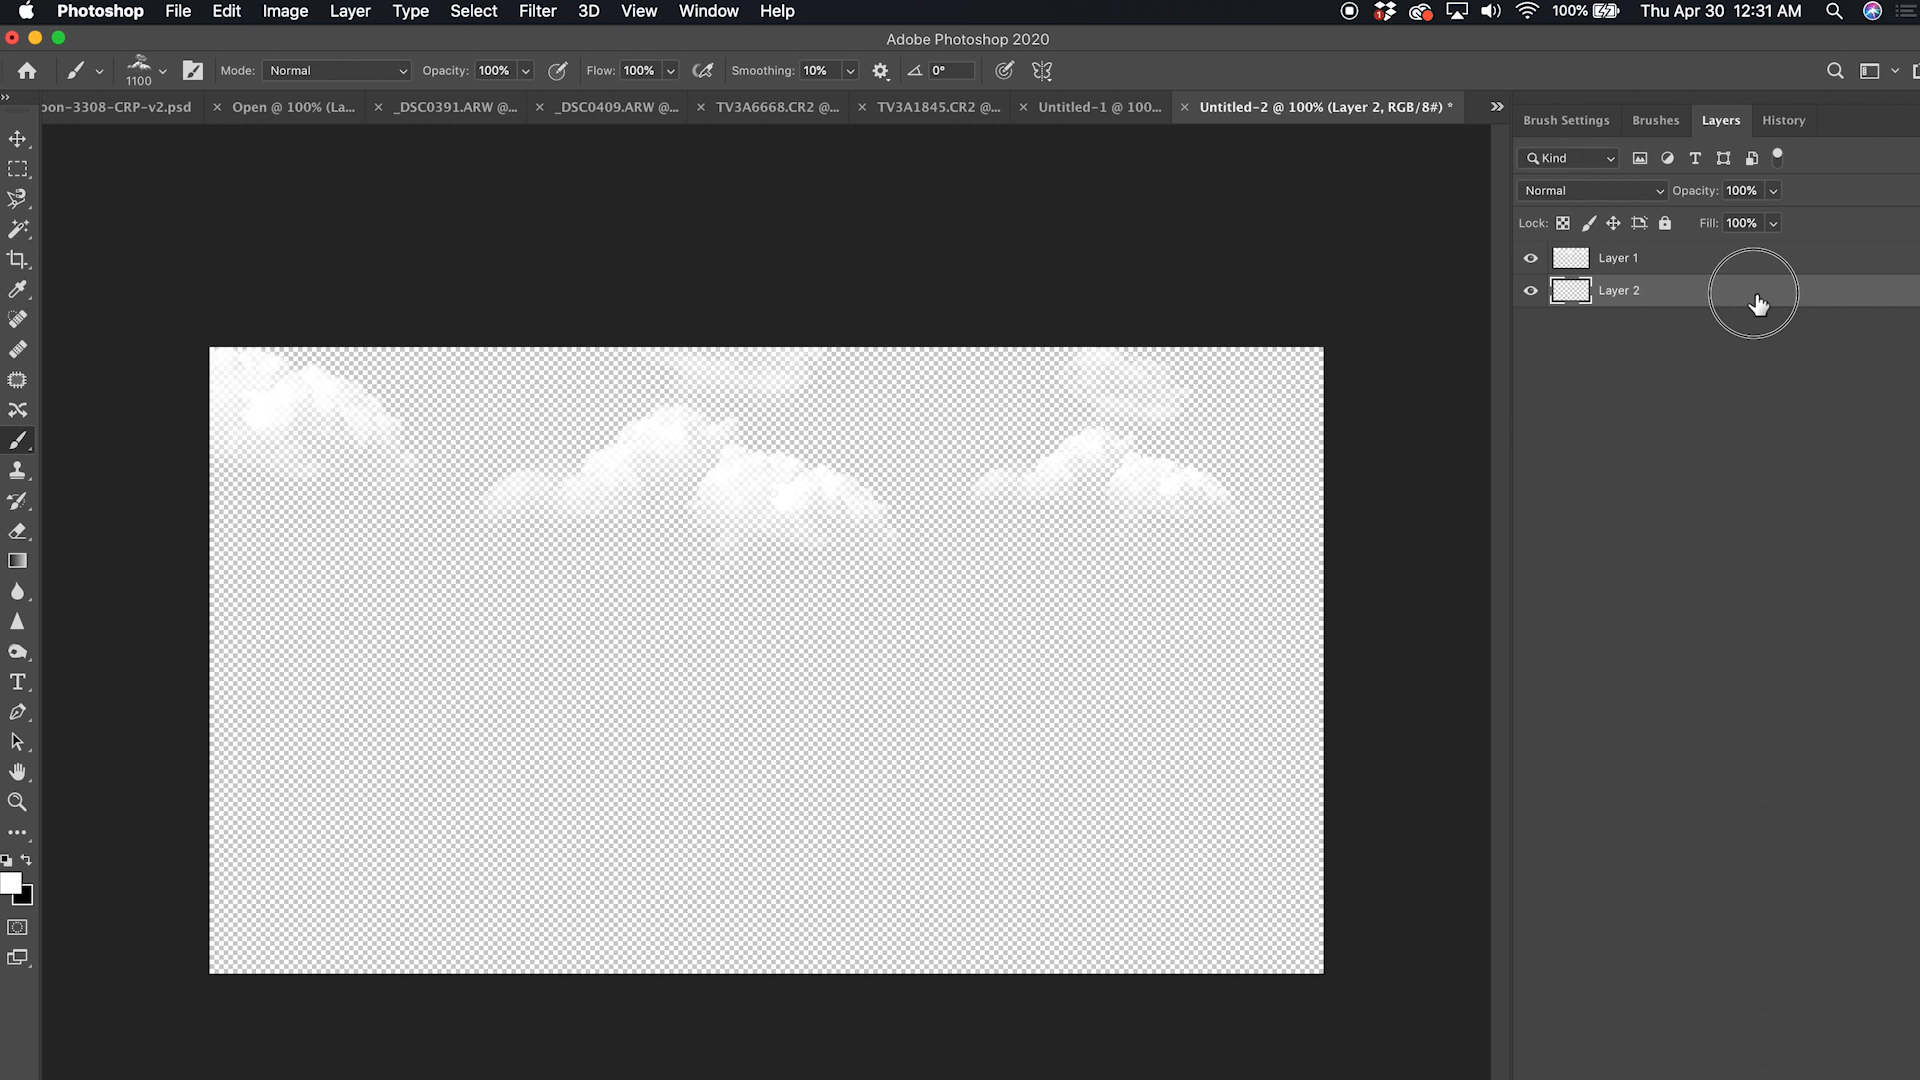 Photoshop File Edit Image Layer Type Select Filter 3D View Window Help 100% Thu Apr 30 12:31 AM
Adobe Photoshop 2020
1100 Mode: Normal Opacity: 100% Flow: 100% Smoothing: 10% 0°
oon-3308-CRP-v2.psd × Open @ 100% (La... × _DSC0391.ARW @... × _DSC0409.ARW @... × TV3A6668.CR2 @... × TV3A1845.CR2 @... × Untitled-1 @ 100... × Untitled-2 @ 100% (Layer 2, RGB/8#) *
Brush Settings Brushes Layers History
Kind
Normal Opacity: 100%
Lock: Fill: 100%
Layer 1
Layer 2